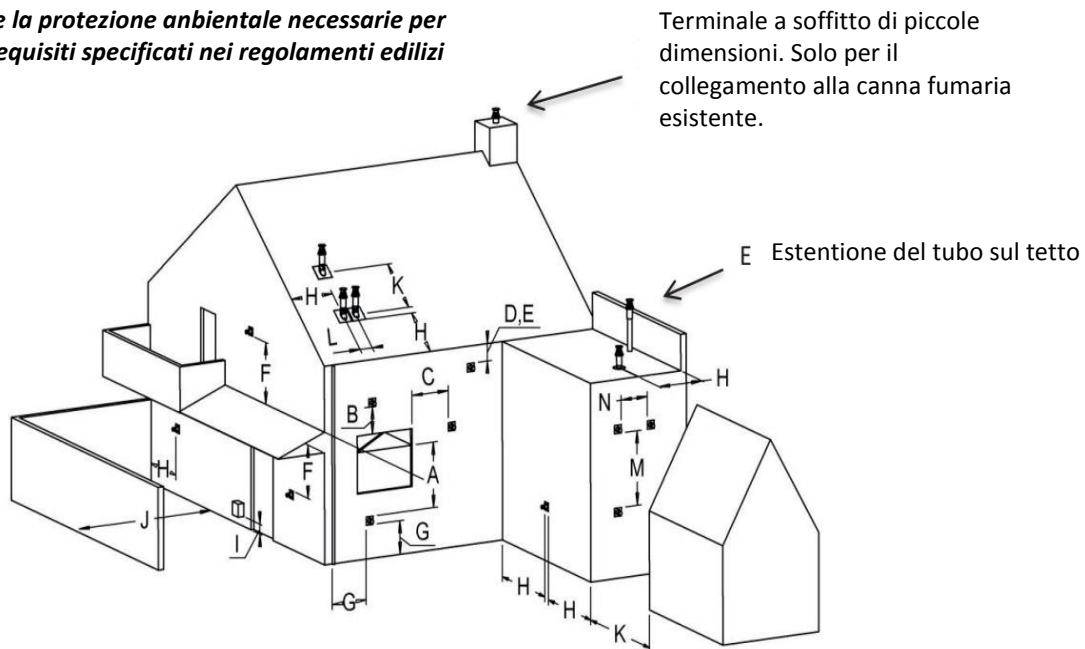 e la protezione anbientale necessarie per
equisiti specificati nei regolamenti edilizi
Terminale a soffitto di piccole
dimensioni. Solo per il
collegamento alla canna fumaria
esistente.
E Estentione del tubo sul tetto
H
K
L
H
D,E
F
C
B
H
N
A
M
H
F
J
I
G
G
H
H
K